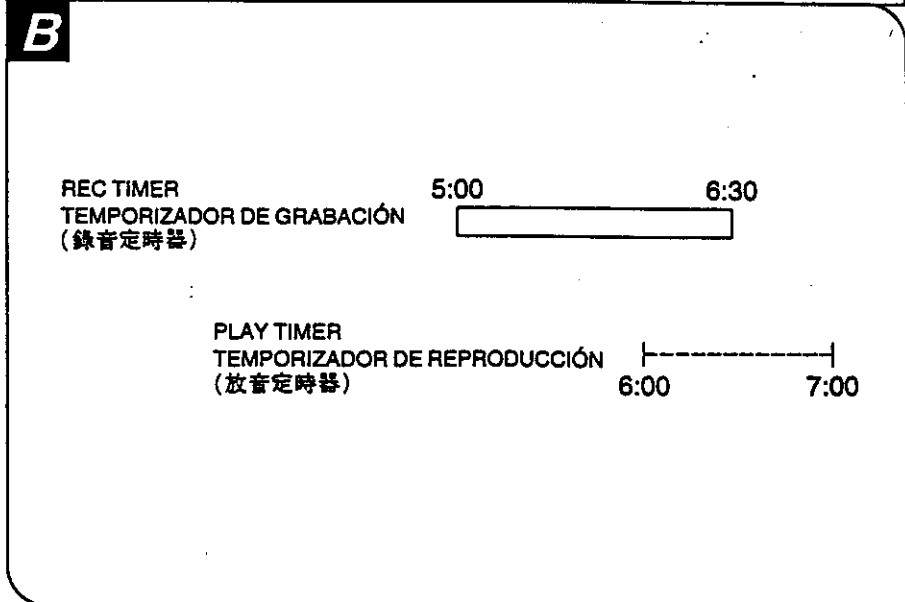 B
REC TIMER
TEMPORIZADOR DE GRABACIÓN
(錄音定時器)
5:00 6:30
PLAY TIMER
TEMPORIZADOR DE REPRODUCCIÓN
(放音定時器)
6:00 7:00